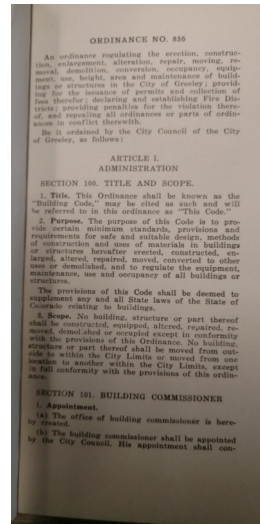 ORDINANCE NO. 856
An ordinance regulating the erection, construc-
tion, enlargement, alteration, repair, moving, re-
moval, demolition, conversion, occupancy, equip-
ment, use, height, area and maintenance of build-
ings or structures in the City of Greeley; provid-
ing for the issuance of permits and collection of
fees therefor; declaring and establishing Fire Dis-
tricts; providing penalties for the violation there-
of, and repealing all ordinances or parts of ordin-
ances in conflict therewith.
Be it ordained by the City Council of the City
of Greeley, as follows:
ARTICLE I.
ADMINISTRATION
SECTION 100. TITLE AND SCOPE.
1. Title. This Ordinance shall be known as the
"Building Code," may be cited as such and will
be referred to in this ordinance as "This Code."
2. Purpose. The purpose of this Code is to pro-
vide certain minimum standards, provisions and
requirements for safe and suitable design, methods
of construction and uses of materials in buildings
or structures hereafter erected, constructed, en-
larged, altered, repaired, moved, converted to other
uses or demolished, and to regulate the equipment,
maintenance, use and occupancy of all buildings or
structures.
The provisions of this Code shall be deemed to
supplement any and all State laws of the State of
Colorado relating to buildings.
3. Scope. No building, structure or part thereof
shall be constructed, equipped, altered, repaired, re-
moved, demolished or occupied except in conformity
with the provisions of this Ordinance. No building,
structure or part thereof shall be moved from out-
side to within the City Limits or moved from one
location to another within the City Limits, except
in full conformity with the provisions of this ordin-
ance.
SECTION 101. BUILDING COMMISSIONER
1. Appointment.
(a) The office of building commissioner is here-
by created.
(b) The building commissioner shall be appointed
by the City Council. His appointment shall con-